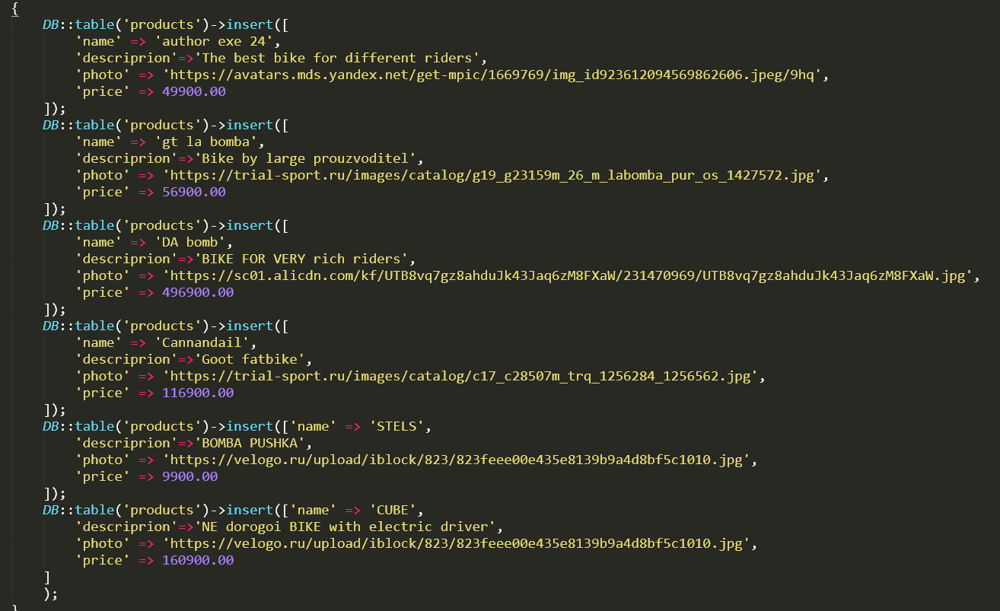 {
DB::table('products')->insert([
'name' => 'author exe 24',
'descriprion'=>'The best bike for different riders',
'photo' => 'https://avatars.mds.yandex.net/get-mpic/1669769/img_id923612094569862606.jpeg/9hq',
'price' => 49900.00
]);
DB::table('products')->insert([
'name' => 'gt la bomba',
'descriprion'=>'Bike by large prouzvoditel',
'photo' => 'https://trial-sport.ru/images/catalog/g19_g23159m_26_m_labomba_pur_os_1427572.jpg',
'price' => 56900.00
]);
DB::table('products')->insert([
'name' => 'DA bomb',
'descriprion'=>'BIKE FOR VERY rich riders',
'photo' => 'https://sc01.alicdn.com/kf/UTB8vq7gz8ahduJk43Jaq6zM8FXaW/231470969/UTB8vq7gz8ahduJk43Jaq6zM8FXaW.jpg',
'price' => 496900.00
]);
DB::table('products')->insert([
'name' => 'Cannandail',
'descriprion'=>'Goot fatbike',
'photo' => 'https://trial-sport.ru/images/catalog/c17_c28507m_trq_1256284_1256562.jpg',
'price' => 116900.00
]);
DB::table('products')->insert(['name' => 'STELS',
'descriprion'=>'BOMBA PUSHKA',
'photo' => 'https://velogo.ru/upload/iblock/823/823feee00e435e8139b9a4d8bf5c1010.jpg',
'price' => 9900.00
]);
DB::table('products')->insert(['name' => 'CUBE',
'descriprion'=>'NE dorogoi BIKE with electric driver',
'photo' => 'https://velogo.ru/upload/iblock/823/823feee00e435e8139b9a4d8bf5c1010.jpg',
'price' => 160900.00
]
);
}